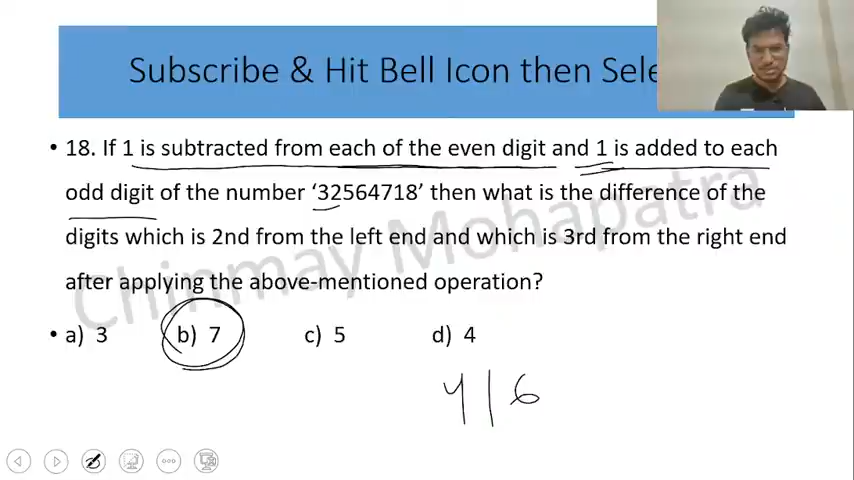 Subscribe & Hit Bell Icon then Sele
• 18. If 1 is subtracted from each of the even digit and 1 is added to each
odd digit of the number ‘32564718’ then what is the difference of the
digits which is 2nd from the left end and which is 3rd from the right end
after applying the above-mentioned operation?
• a) 3 b) 7 c) 5 d) 4
4 1 6
Chinmay Mohapatra